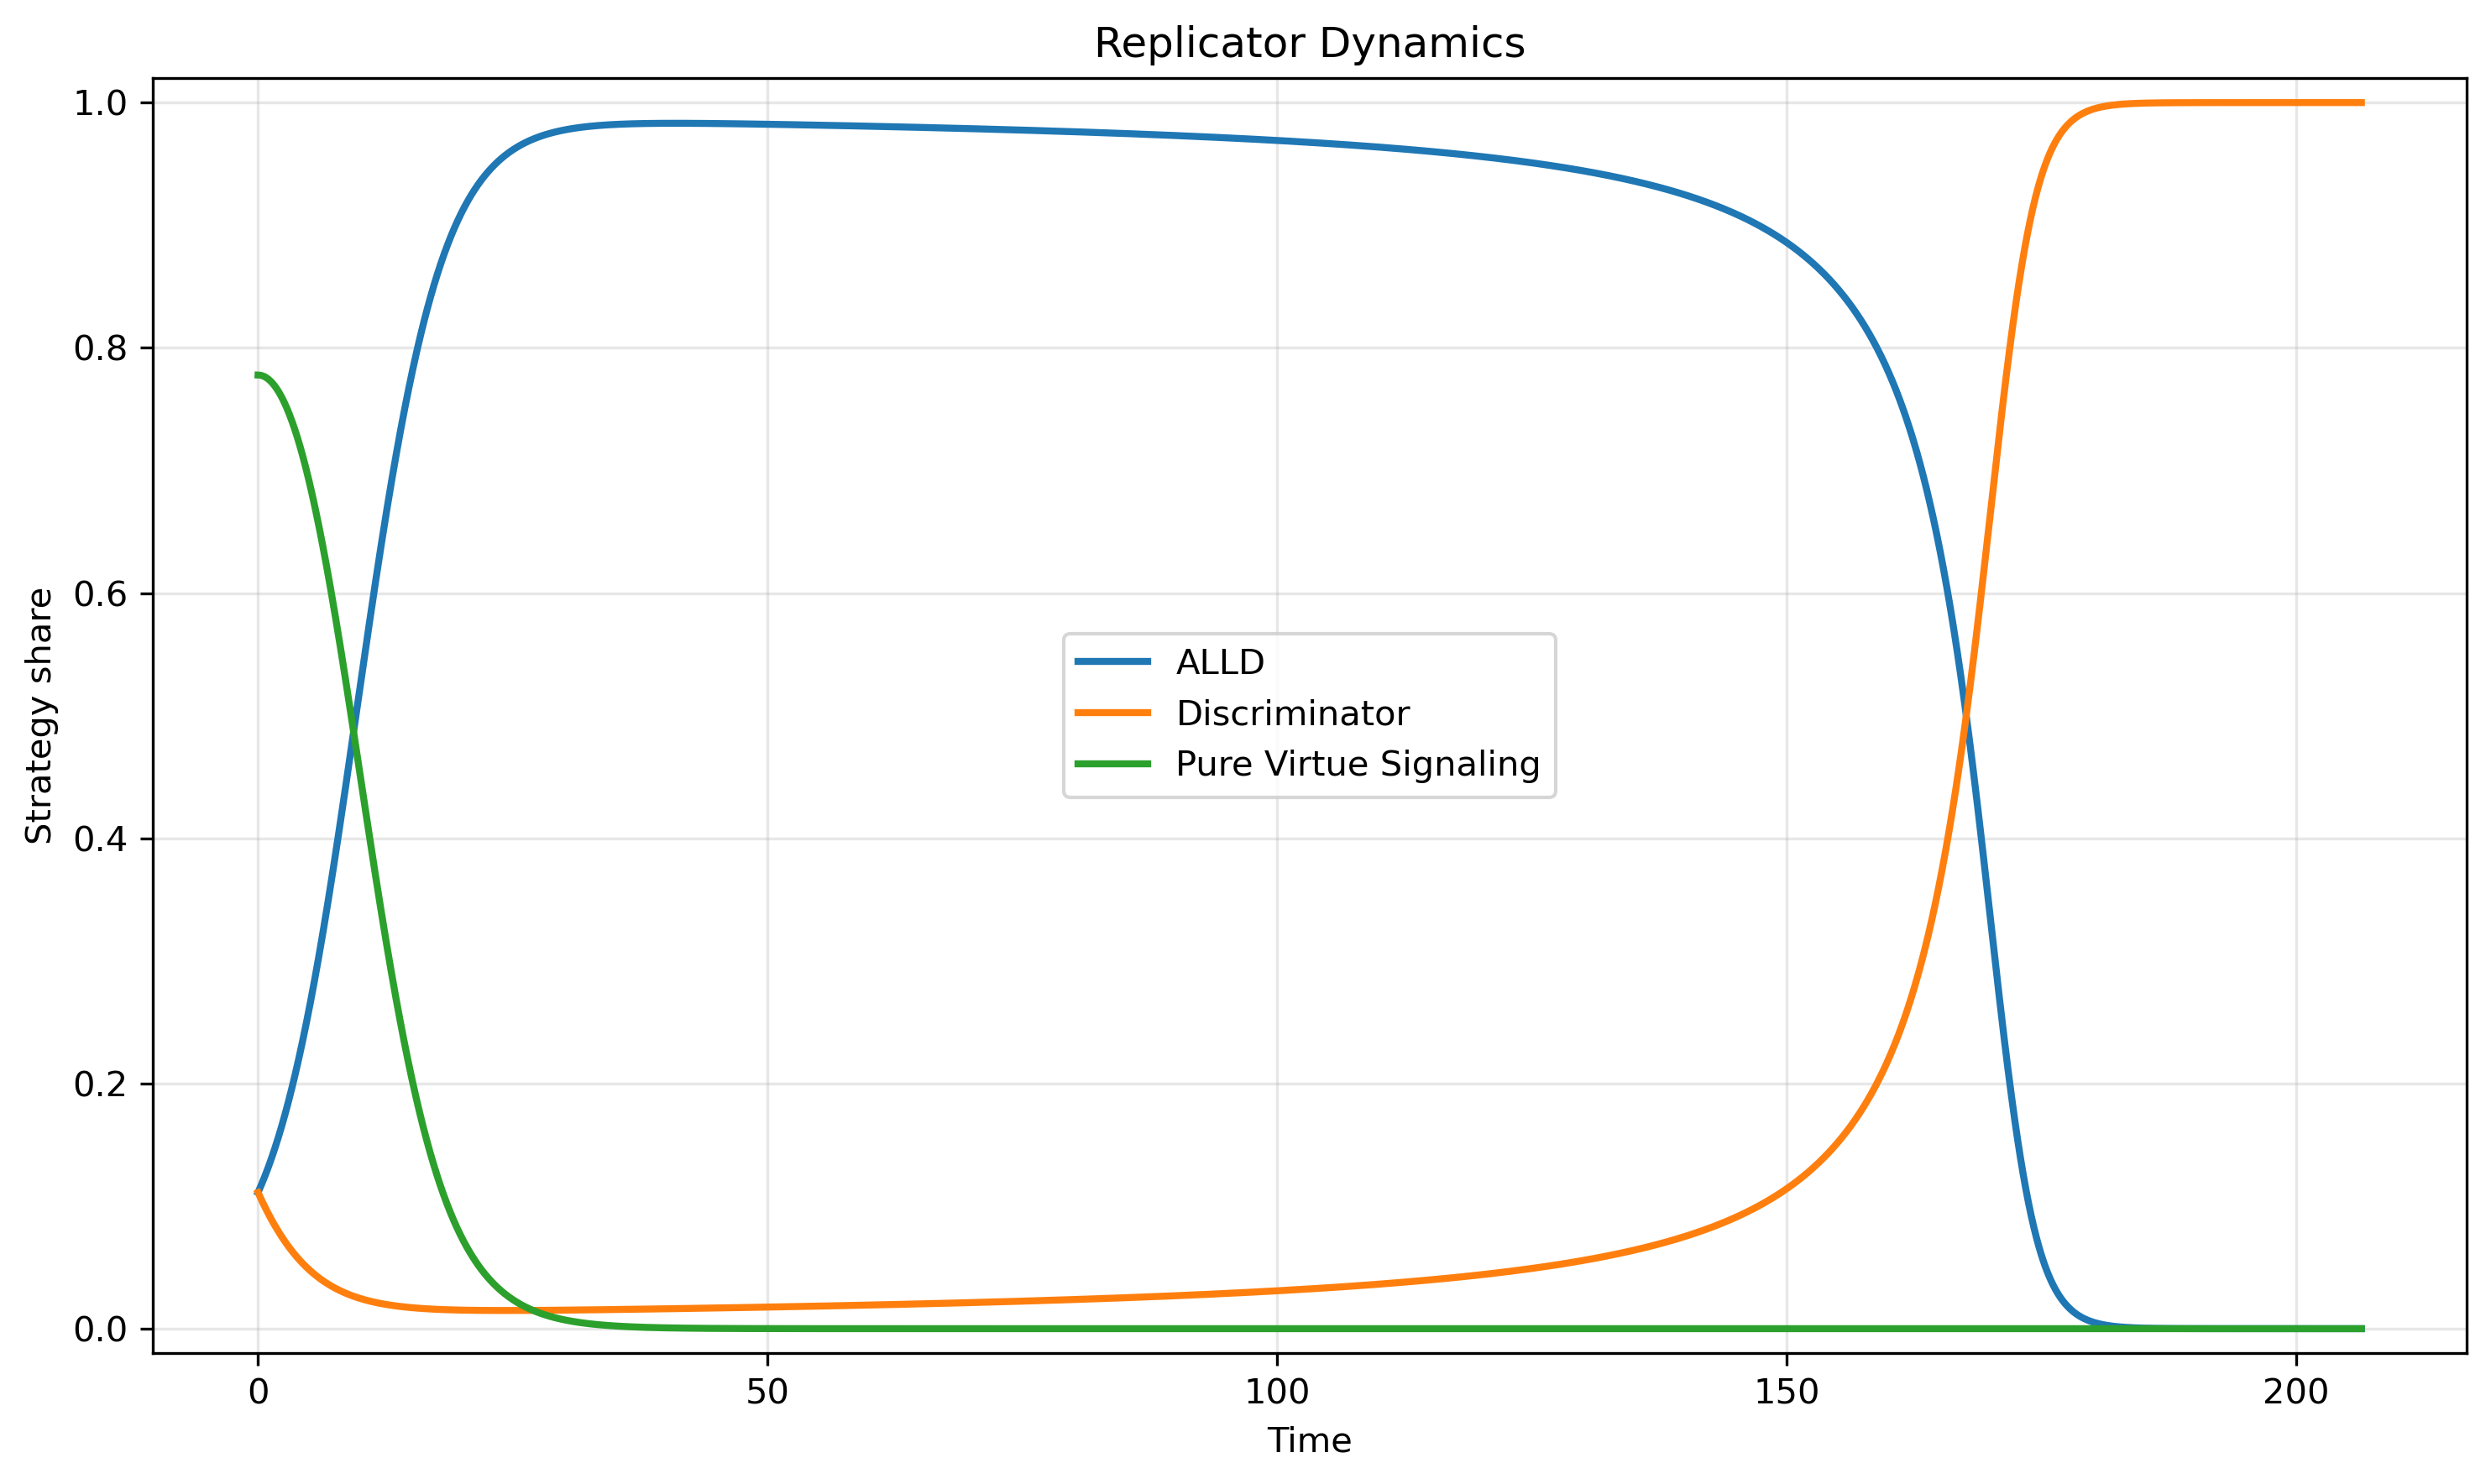 Replicator Dynamics
1.0
0.8
0.6
0.4
0.2
0.0
Strategy share
ALLD
Discriminator
Pure Virtue Signaling
0 50 100 150 200
Time